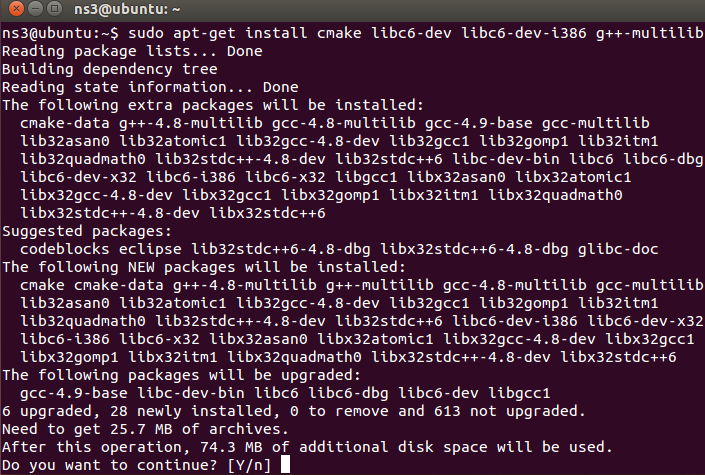 ns3@ubuntu: ~
ns3@ubuntu:~$ sudo apt-get install cmake libc6-dev libc6-dev-i386 g++-multilib
Reading package lists... Done
Building dependency tree
Reading state information... Done
The following extra packages will be installed:
cmake-data g++-4.8-multilib gcc-4.8-multilib gcc-4.9-base gcc-multilib
lib32asan0 lib32atomic1 lib32gcc-4.8-dev lib32gcc1 lib32gomp1 lib32itm1
lib32quadmath0 lib32stdc++-4.8-dev lib32stdc++6 libc-dev-bin libc6 libc6-dbg
libc6-dev-x32 libc6-i386 libc6-x32 libgcc1 libx32asan0 libx32atomic1
libx32gcc-4.8-dev libx32gcc1 libx32gomp1 libx32itm1 libx32quadmath0
libx32stdc++-4.8-dev libx32stdc++6
Suggested packages:
codeblocks eclipse lib32stdc++6-4.8-dbg libx32stdc++6-4.8-dbg glibc-doc
The following NEW packages will be installed:
cmake cmake-data g++-4.8-multilib g++-multilib gcc-4.8-multilib gcc-multilib
lib32asan0 lib32atomic1 lib32gcc-4.8-dev lib32gcc1 lib32gomp1 lib32itm1
lib32quadmath0 lib32stdc++-4.8-dev lib32stdc++6 libc6-dev-i386 libc6-dev-x32
libc6-i386 libc6-x32 libx32asan0 libx32atomic1 libx32gcc-4.8-dev libx32gcc1
libx32gomp1 libx32itm1 libx32quadmath0 libx32stdc++-4.8-dev libx32stdc++6
The following packages will be upgraded:
gcc-4.9-base libc-dev-bin libc6 libc6-dbg libc6-dev libgcc1
6 upgraded, 28 newly installed, 0 to remove and 613 not upgraded.
Need to get 25.7 MB of archives.
After this operation, 74.3 MB of additional disk space will be used.
Do you want to continue? [Y/n]